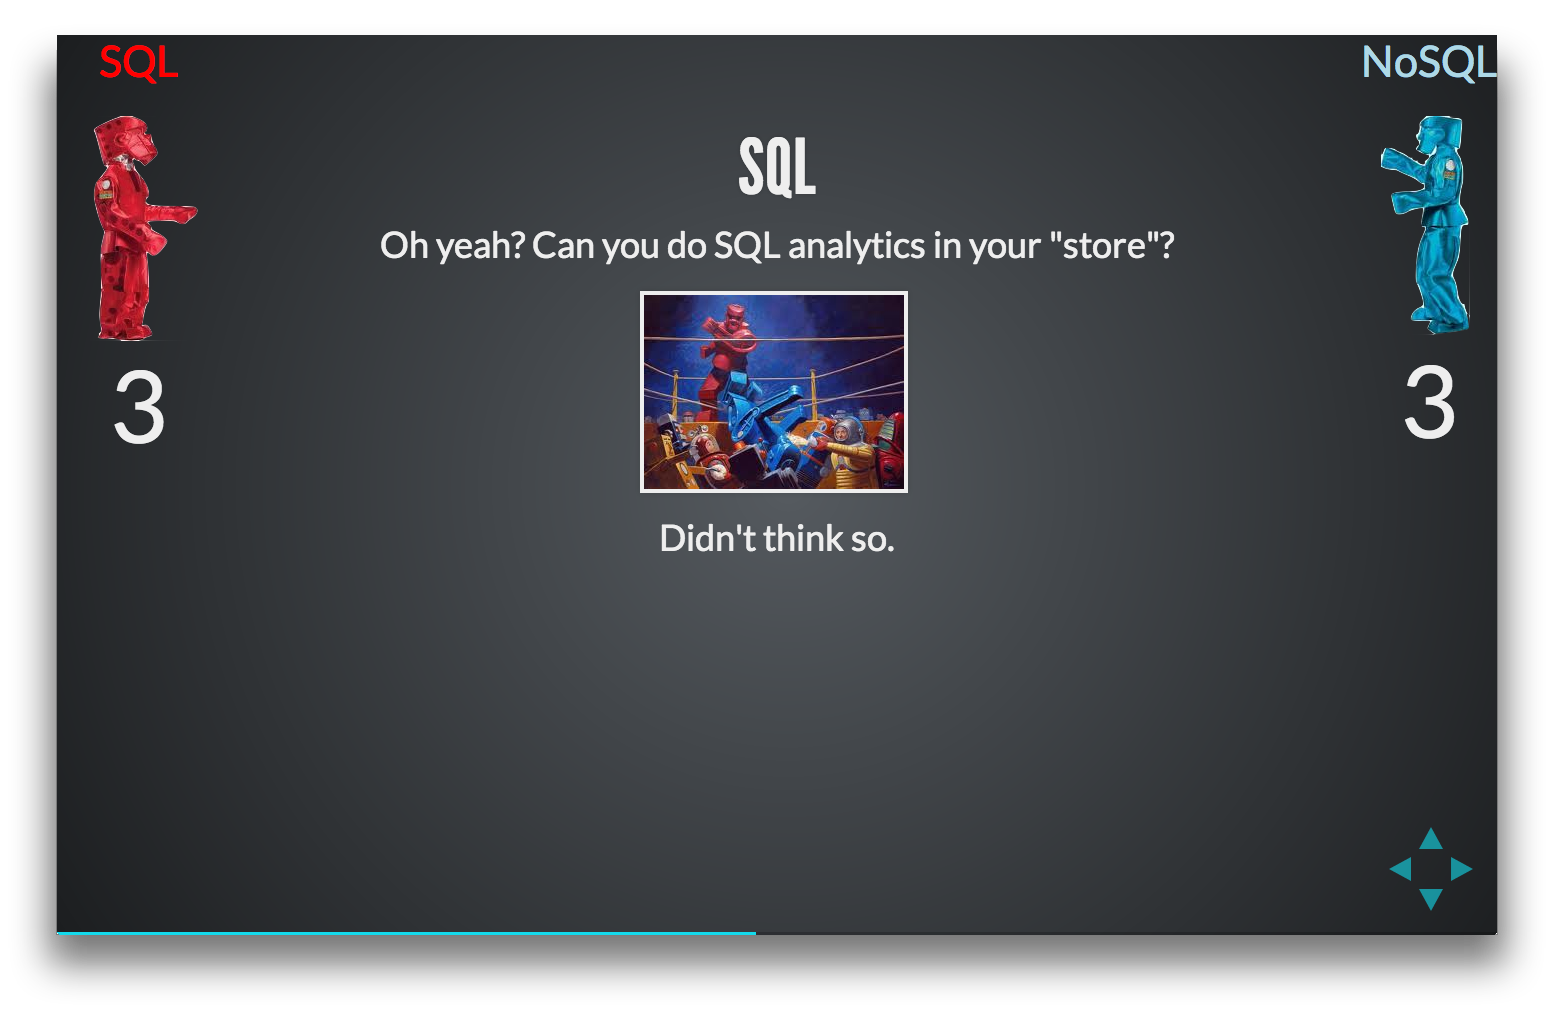 SQL
NoSQL
SQL
Oh yeah? Can you do SQL analytics in your "store"?
3
3
Didn't think so.